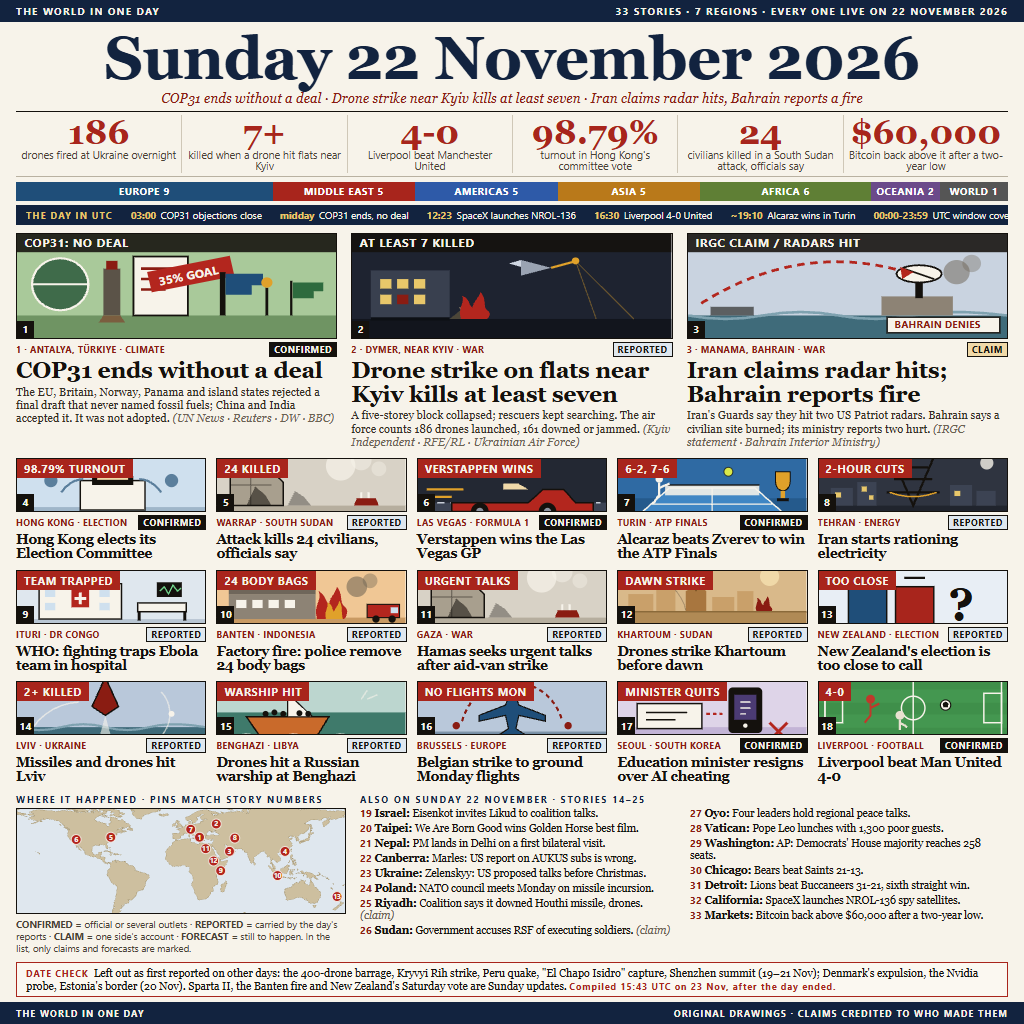 THE WORLD IN ONE DAY
33 STORIES · 7 REGIONS · EVERY ONE LIVE ON 22 NOVEMBER 2026
Sunday 22 November 2026
COP31 ends without a deal · Drone strike near Kyiv kills at least seven · Iran claims radar hits, Bahrain reports a fire
186
drones fired at Ukraine overnight
7+
killed when a drone hit flats near
Kyiv
4-0
Liverpool beat Manchester
United
98.79%
turnout in Hong Kong's
committee vote
24
civilians killed in a South Sudan
attack, officials say
$60,000
Bitcoin back above it after a two-
year low
EUROPE 9
MIDDLE EAST 5
AMERICAS 5
ASIA 5
AFRICA 6
OCEANIA 2
WORLD 1
THE DAY IN UTC 03:00 COP31 objections close midday COP31 ends, no deal 12:23 SpaceX launches NROL-136 16:30 Liverpool 4-0 United ~19:10 Alcaraz wins in Turin 00:00-23:59 UTC window cove
COP31: NO DEAL
35% GOAL
1
1 · ANTALYA, TÜRKIYE · CLIMATE
CONFIRMED
COP31 ends without a deal
The EU, Britain, Norway, Panama and island states rejected a
final draft that never named fossil fuels; China and India
accepted it. It was not adopted. (UN News · Reuters · DW · BBC)
AT LEAST 7 KILLED
2
2 · DYMER, NEAR KYIV · WAR
REPORTED
Drone strike on flats near
Kyiv kills at least seven
A five-storey block collapsed; rescuers kept searching. The air
force counts 186 drones launched, 161 downed or jammed. (Kyiv
Independent · RFE/RL · Ukrainian Air Force)
IRGC CLAIM / RADARS HIT
BAHRAIN DENIES
3
3 · MANAMA, BAHRAIN · WAR
CLAIM
Iran claims radar hits;
Bahrain reports fire
Iran's Guards say they hit two US Patriot radars. Bahrain says a
civilian site burned; its ministry reports two hurt. (IRGC
statement · Bahrain Interior Ministry)
98.79% TURNOUT
4
HONG KONG · ELECTION
CONFIRMED
Hong Kong elects its
Election Committee
24 KILLED
5
WARRAP · SOUTH SUDAN
REPORTED
Attack kills 24 civilians,
officials say
VERSTAPPEN WINS
6
LAS VEGAS · FORMULA 1
CONFIRMED
Verstappen wins the Las
Vegas GP
6-2, 7-6
7
TURIN · ATP FINALS
CONFIRMED
Alcaraz beats Zverev to win
the ATP Finals
2-HOUR CUTS
8
TEHRAN · ENERGY
REPORTED
Iran starts rationing
electricity
TEAM TRAPPED
9
ITURI · DR CONGO
REPORTED
WHO: fighting traps Ebola
team in hospital
24 BODY BAGS
10
BANTEN · INDONESIA
REPORTED
Factory fire: police remove
24 body bags
URGENT TALKS
11
GAZA · WAR
REPORTED
Hamas seeks urgent talks
after aid-van strike
DAWN STRIKE
12
KHARTOUM · SUDAN
REPORTED
Drones strike Khartoum
before dawn
TOO CLOSE
?
13
NEW ZEALAND · ELECTION
REPORTED
New Zealand's election is
too close to call
2+ KILLED
14
LVIV · UKRAINE
REPORTED
Missiles and drones hit
Lviv
WARSHIP HIT
15
BENGHAZI · LIBYA
REPORTED
Drones hit a Russian
warship at Benghazi
NO FLIGHTS MON
16
BRUSSELS · EUROPE
REPORTED
Belgian strike to ground
Monday flights
MINISTER QUITS
17
SEOUL · SOUTH KOREA
CONFIRMED
Education minister resigns
over AI cheating
4-0
18
LIVERPOOL · FOOTBALL
CONFIRMED
Liverpool beat Man United
4-0
WHERE IT HAPPENED · PINS MATCH STORY NUMBERS
6
5
7
2
1
8
11
3
4
12
9
10
13
CONFIRMED = official or several outlets · REPORTED = carried by the day's
reports · CLAIM = one side's account · FORECAST = still to happen. In the
list, only claims and forecasts are marked.
ALSO ON SUNDAY 22 NOVEMBER · STORIES 14–25
19 Israel: Eisenkot invites Likud to coalition talks.
20 Taipei: We Are Born Good wins Golden Horse best film.
21 Nepal: PM lands in Delhi on a first bilateral visit.
22 Canberra: Marles: US report on AUKUS subs is wrong.
23 Ukraine: Zelenskyy: US proposed talks before Christmas.
24 Poland: NATO council meets Monday on missile incursion.
25 Riyadh: Coalition says it downed Houthi missile, drones.
(claim)
26 Sudan: Government accuses RSF of executing soldiers. (claim)
27 Oyo: Four leaders hold regional peace talks.
28 Vatican: Pope Leo lunches with 1,300 poor guests.
29 Washington: AP: Democrats' House majority reaches 258
seats.
30 Chicago: Bears beat Saints 21-13.
31 Detroit: Lions beat Buccaneers 31-21, sixth straight win.
32 California: SpaceX launches NROL-136 spy satellites.
33 Markets: Bitcoin back above $60,000 after a two-year low.
DATE CHECK Left out as first reported on other days: the 400-drone barrage, Kryvyi Rih strike, Peru quake, "El Chapo Isidro" capture, Shenzhen summit (19–21 Nov); Denmark's expulsion, the Nvidia
probe, Estonia's border (20 Nov). Sparta II, the Banten fire and New Zealand's Saturday vote are Sunday updates. Compiled 15:43 UTC on 23 Nov, after the day ended.
THE WORLD IN ONE DAY
ORIGINAL DRAWINGS · CLAIMS CREDITED TO WHO MADE THEM